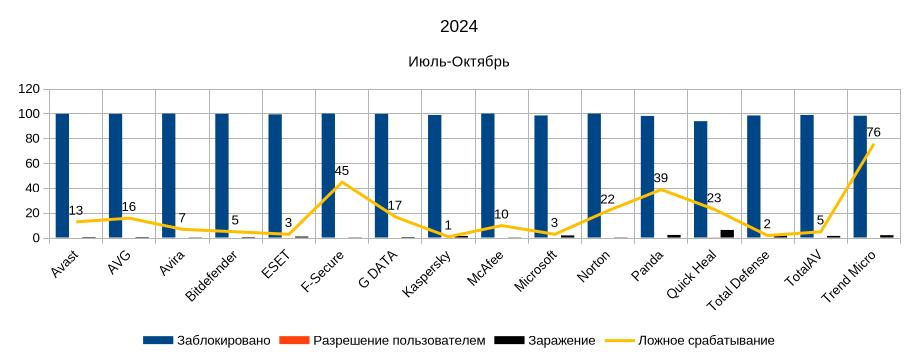 2024
Июль-Октябрь
120
100
80
60
40
20
0
13
16
7
5
3
45
17
1
10
3
22
39
23
2
5
76
Avast
AVG
Avira
Bitdefender
ESET
F-Secure
G DATA
Kaspersky
McAfee
Microsoft
Norton
Panda
Quick Heal
Total Defense
TotalAV
Trend Micro
Заблокировано
Разрешение пользователем
Заражение
Ложное срабатывание